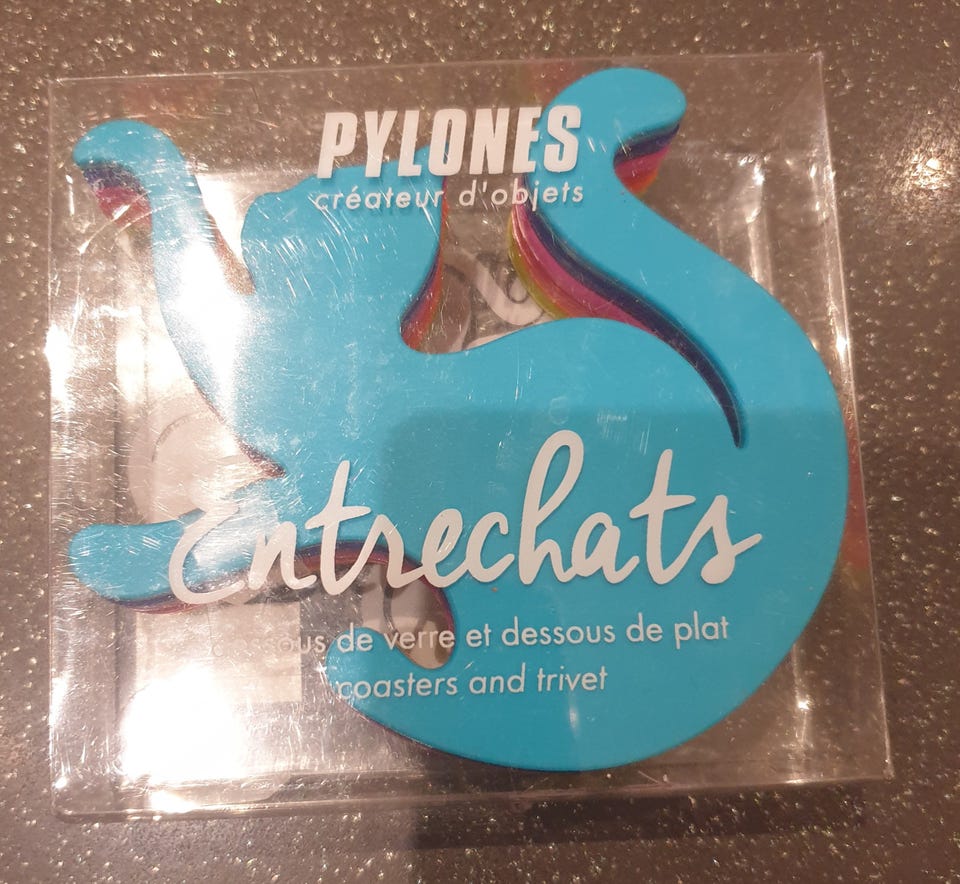 PYLONES
créateur d'objets
Entrechats
de verre et dessous de plat
coasters and trivet